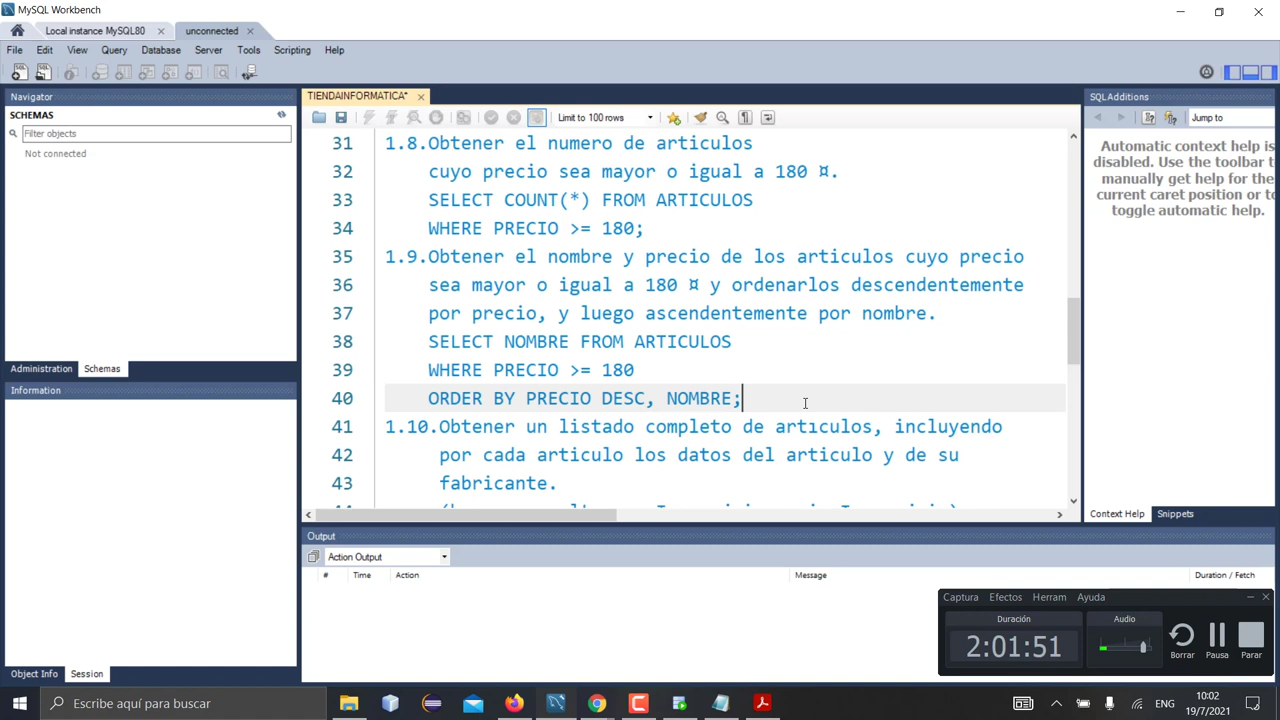 MySQL Workbench
Local instance MySQL80
unconnected
File Edit View Query Database Server Tools Scripting Help
Navigator
SCHEMAS
Filter objects
Not connected
Administration Schemas
Information
Object Info Session
TIENDAINFORMATICA*
Limit to 100 rows
31 1.8.Obtener el numero de articulos
32 cuyo precio sea mayor o igual a 180 ¤.
33 SELECT COUNT(*) FROM ARTICULOS
34 WHERE PRECIO >= 180;
35 1.9.Obtener el nombre y precio de los articulos cuyo precio
36 sea mayor o igual a 180 ¤ y ordenarlos descendentemente
37 por precio, y luego ascendentemente por nombre.
38 SELECT NOMBRE FROM ARTICULOS
39 WHERE PRECIO >= 180
40 ORDER BY PRECIO DESC, NOMBRE;
41 1.10.Obtener un listado completo de artıculos, incluyendo
42 por cada articulo los datos del articulo y de su
43 fabricante.
SQLAdditions
Jump to
Automatic context help is
disabled. Use the toolbar to
manually get help for the
current caret position or to
toggle automatic help.
Context Help Snippets
Output
Action Output
# Time Action Message Duration / Fetch
Captura Efectos Herram Ayuda
Duración Audio
2:01:51
Borrar Pausa Parar
Escribe aquí para buscar
ENG
10:02
19/7/2021